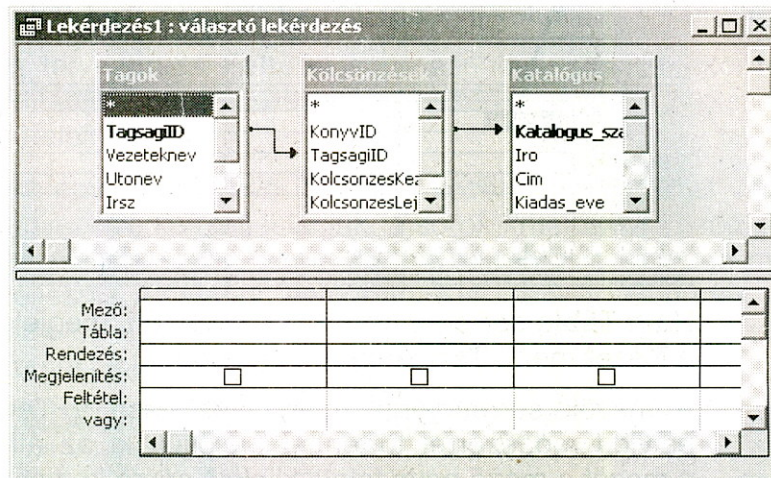 Lekérdezés1 : választó lekérdezés
Tagok
*
TagsagiID
Vezeteknev
Utonev
Irsz
Kölcsönzések
*
KonyvID
TagsagiID
KolcsonzesKez
KolcsonzesLej
Katalógus
*
Katalogus_sza
Iro
Cim
Kiadas_eve
Mező:
Tábla:
Rendezés:
Megjelenítés:
Feltétel:
vagy: